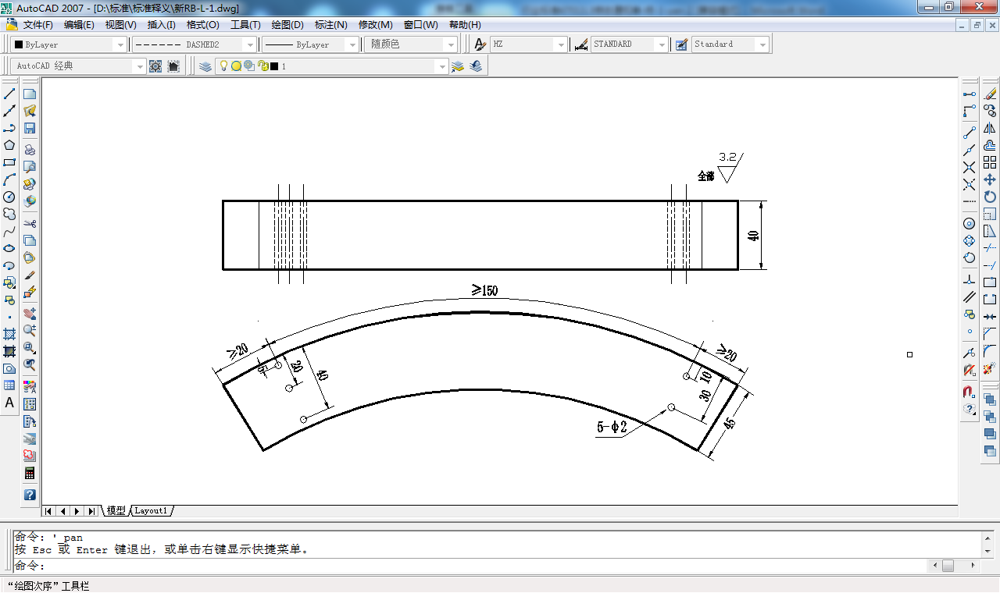 AutoCAD 2007 - [D:\标准\标准释义\新RB-L-1.dwg]
文件(F) 编辑(E) 视图(V) 插入(I) 格式(O) 工具(T) 绘图(D) 标注(N) 修改(M) 窗口(W) 帮助(H)
ByLayer DASHED2 ByLayer 随颜色 HZ STANDARD Standard
AutoCAD 经典 1
3.2
全部
40
≥150
≥20
≥20
20
40
10
30
45
5-φ2
A
模型 Layout1
命令: '_pan
按 Esc 或 Enter 键退出，或单击右键显示快捷菜单。
命令:
“绘图次序”工具栏